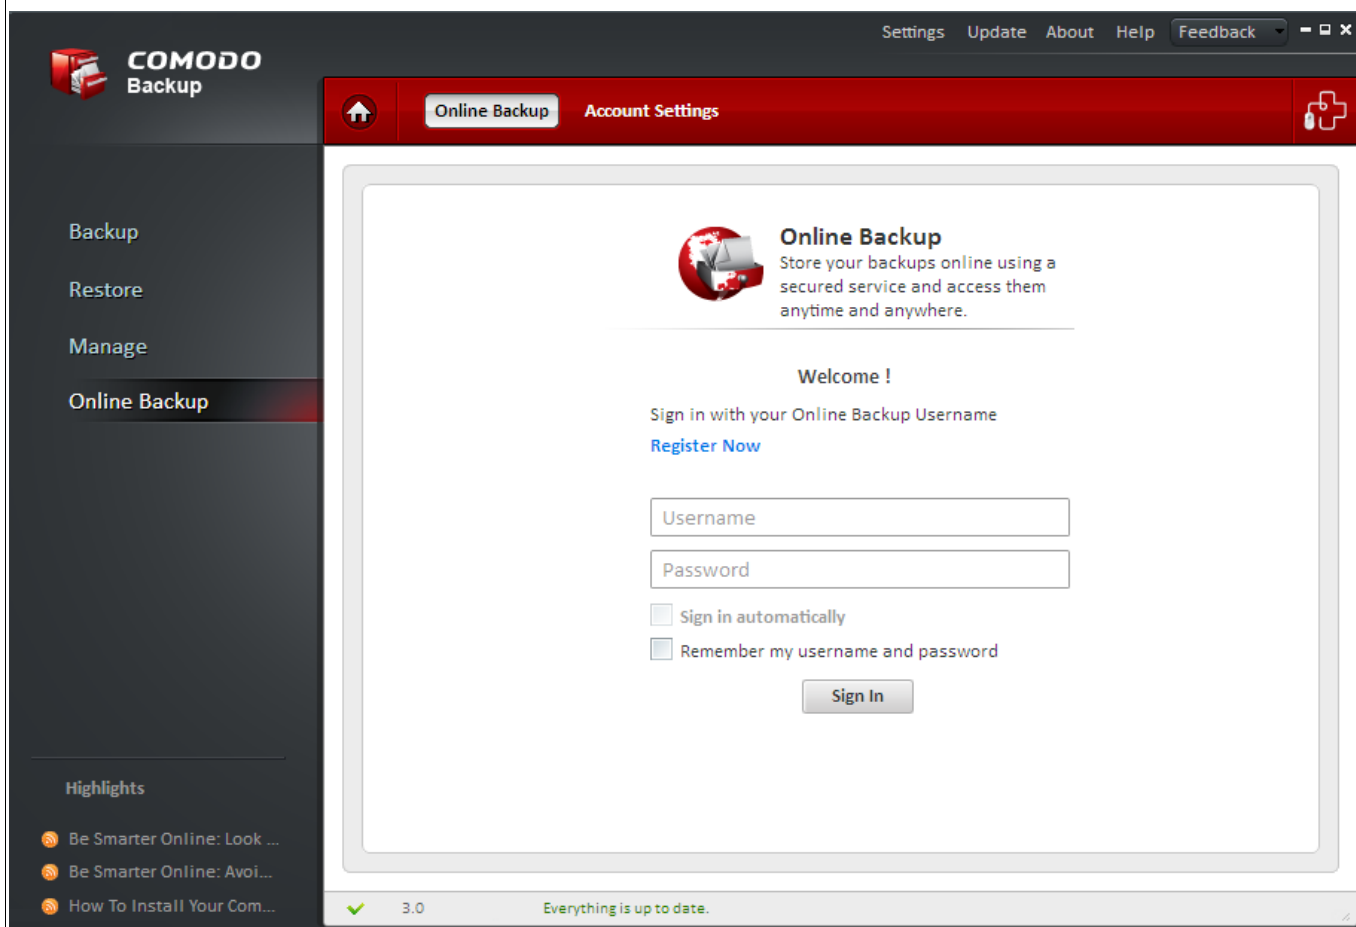 Settings Update About Help Feedback
COMODO
Backup
Online Backup Account Settings
Backup
Restore
Manage
Online Backup
Online Backup
Store your backups online using a
secured service and access them
anytime and anywhere.
Welcome !
Sign in with your Online Backup Username
Register Now
Username
Password
Sign in automatically
Remember my username and password
Sign In
Highlights
Be Smarter Online: Look ...
Be Smarter Online: Avoi...
How To Install Your Com...
3.0 Everything is up to date.